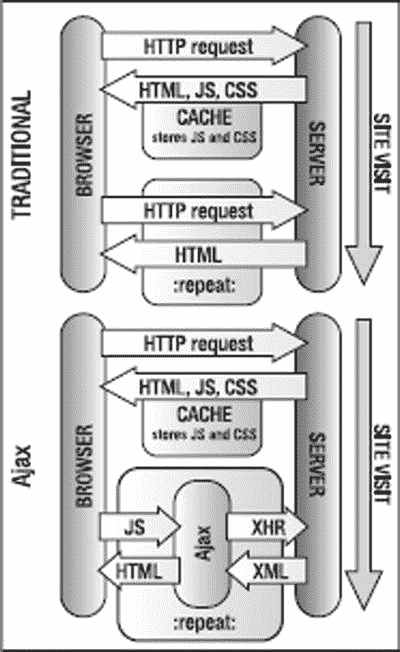 TRADITIONAL
BROWSER
HTTP request
HTML, JS, CSS
CACHE
stores JS and CSS
HTTP request
HTML
:repeat:
SERVER
SITE VISIT
Ajax
BROWSER
HTTP request
HTML, JS, CSS
CACHE
stores JS and CSS
JS
HTML
Ajax
XHR
XML
:repeat:
SERVER
SITE VISIT